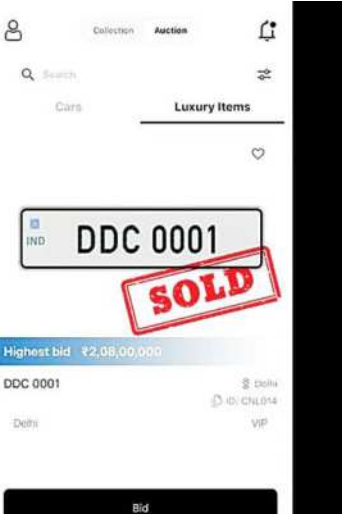 Collection Auction
Search
Cars Luxury Items
IND DDC 0001
SOLD
Highest bid ₹2,08,00,000
DDC 0001 Delhi
ID: CNL014
Delhi VIP
Bid